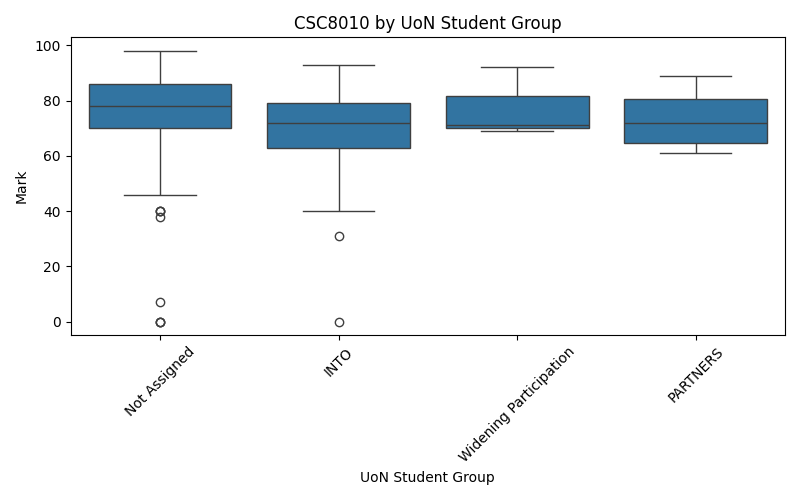 CSC8010 by UoN Student Group
Mark
100
80
60
40
20
0
Not Assigned
INTO
Widening Participation
PARTNERS
UoN Student Group